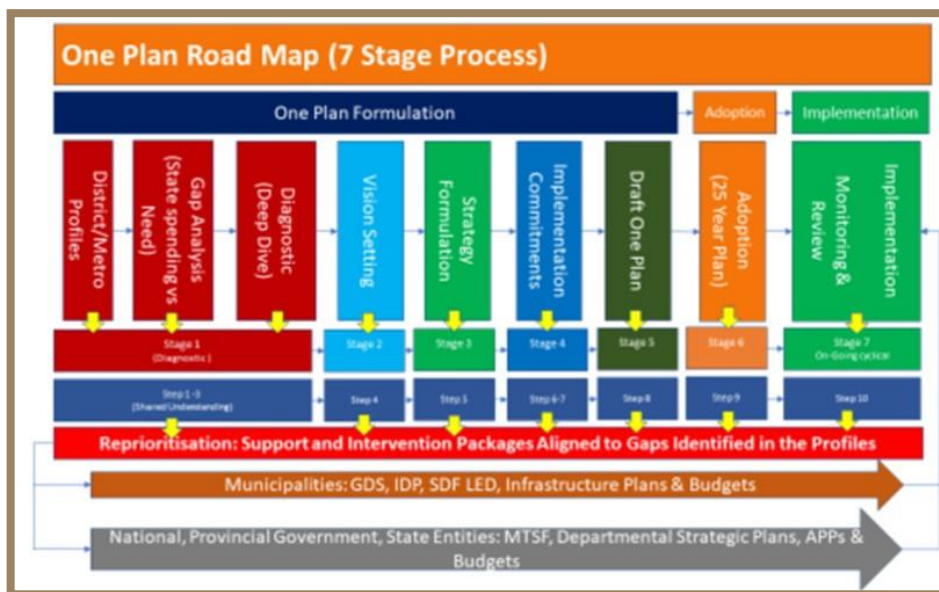 One Plan Road Map (7 Stage Process)
One Plan Formulation
Adoption
Implementation
District/Metro
Profiles
Gap Analysis
(State spending vs
Need)
Diagnostic
(Deep Dive)
Vision Setting
Strategy
Formulation
Implementation
Commitments
Draft One Plan
Adoption
(25 Year Plan)
Implementation
Monitoring &
Review
Stage 1
(Diagnostic )
Stage 2
Stage 3
Stage 4
Stage 5
Stage 6
Stage 7
On-Going cyclical
Step 1 -3
(Shared Understanding)
Step 4
Step 5
Step 6-7
Step 8
Step 9
Step 10
Reprioritisation: Support and Intervention Packages Aligned to Gaps Identified in the Profiles
Municipalities: GDS, IDP, SDF LED, Infrastructure Plans & Budgets
National, Provincial Government, State Entities: MTSF, Departmental Strategic Plans, APPs &
Budgets